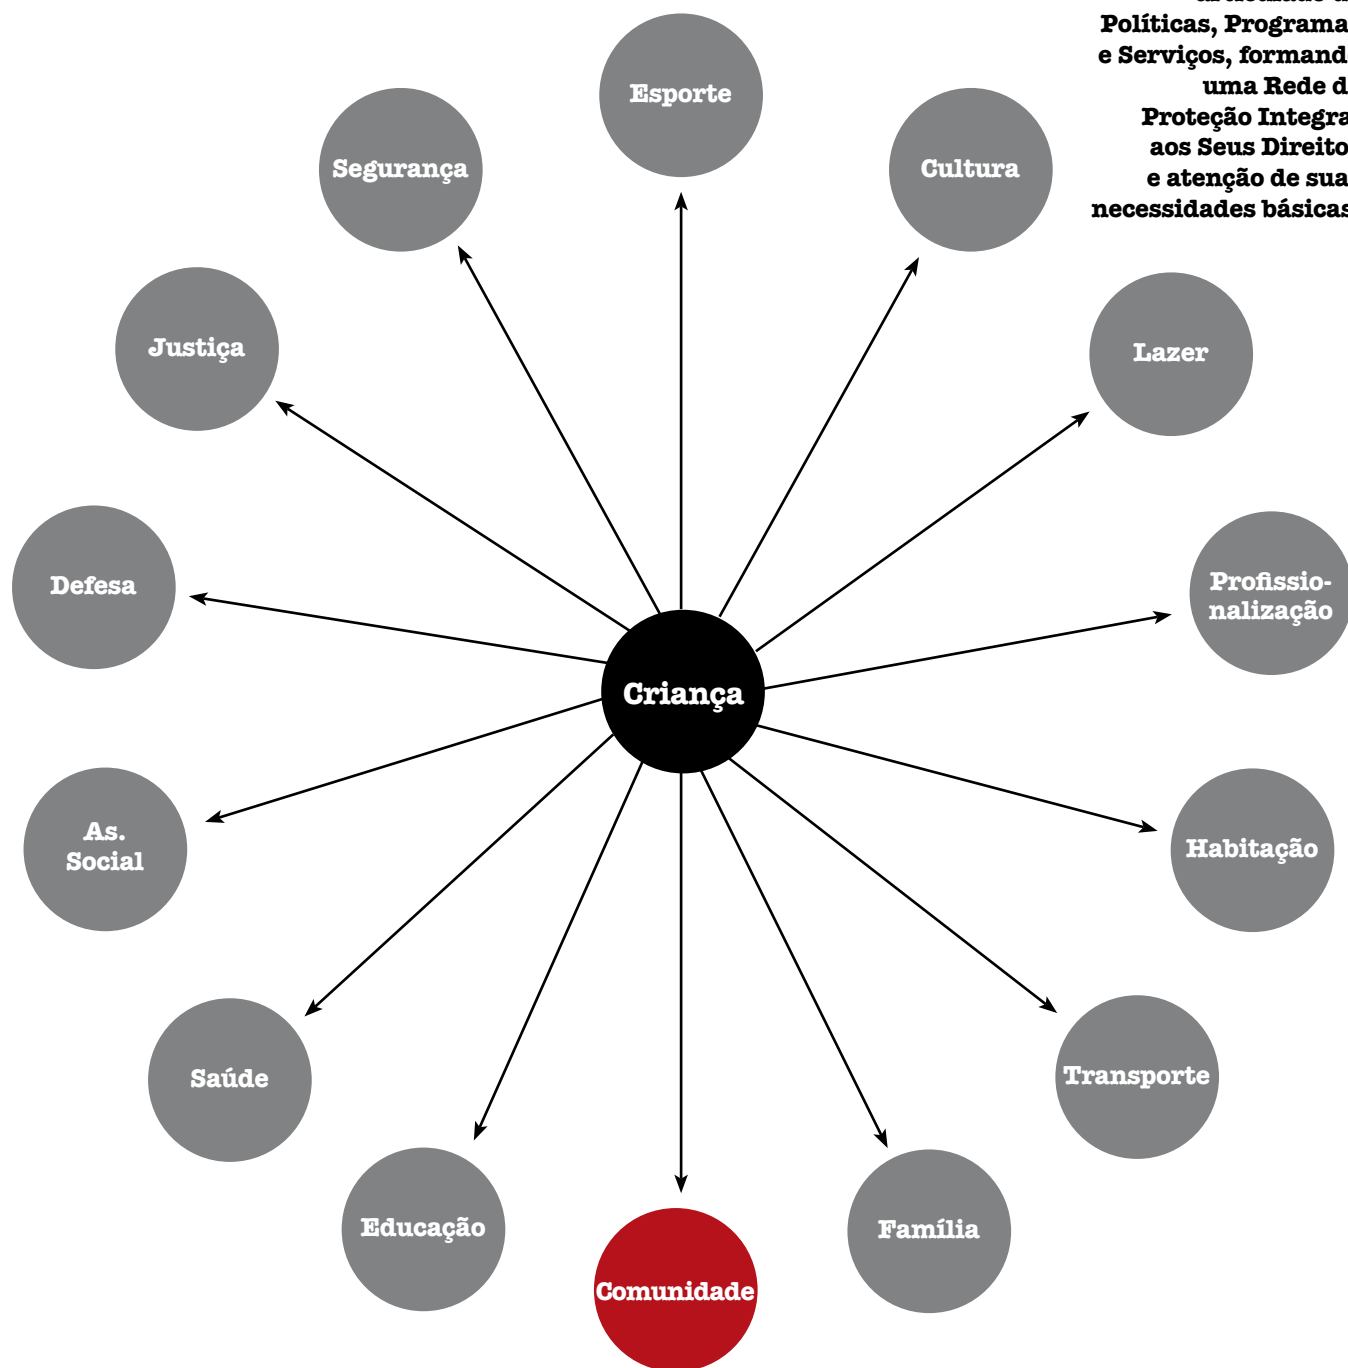 Políticas, Programa
e Serviços, formand
uma Rede d
Proteção Integra
aos Seus Direito
e atenção de sua
necessidades básicas
Esporte
Segurança
Cultura
Justiça
Lazer
Defesa
Profissio-
nalização
Criança
As.
Social
Habitação
Saúde
Transporte
Educação
Família
Comunidade